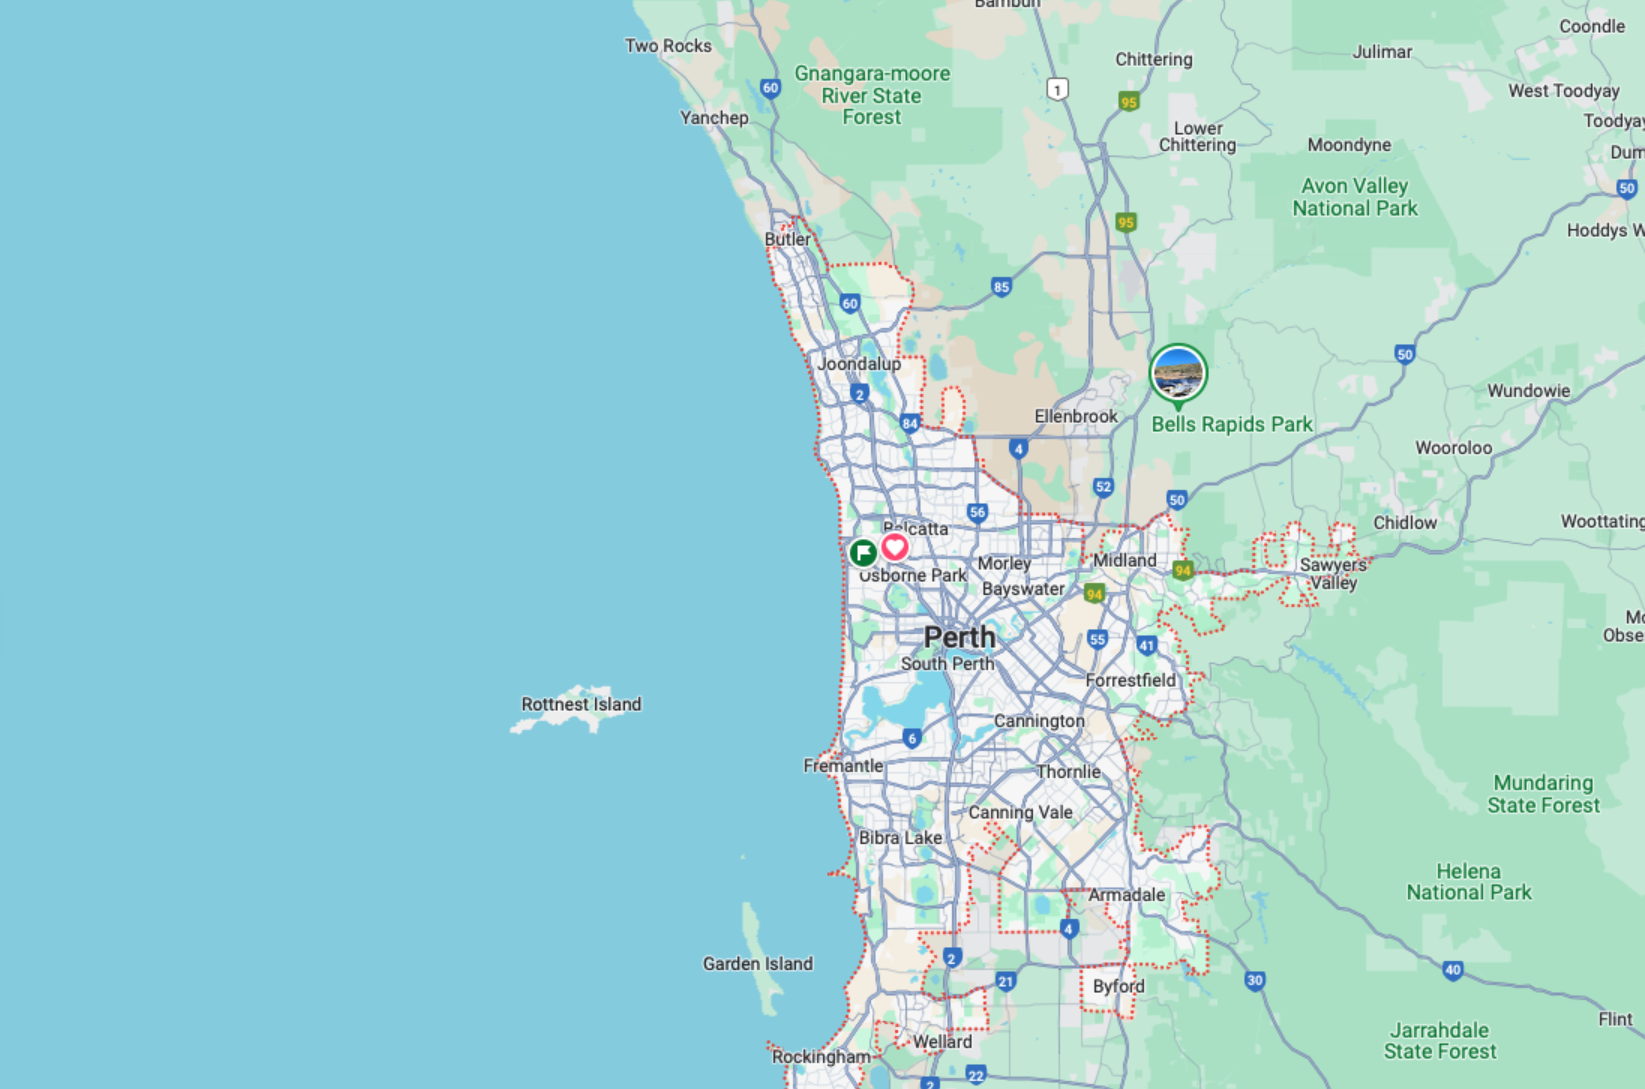 Bambun
Coondle
Two Rocks
Julimar
Chittering
Gnangara-moore
River State
Forest
60
1
95
West Toodyay
Yanchep
Lower
Chittering
Moondyne
Toodyay
Dum
Avon Valley
National Park
50
95
Hoddys W
Butler
85
60
50
Joondalup
2
Wundowie
Ellenbrook
84
Bells Rapids Park
4
Wooroloo
52
50
56
Balcatta
Chidlow
Woottating
Morley
Midland
94
Sawyers
Valley
Osborne Park
Bayswater
94
Perth
55
41
Mo
Obse
South Perth
Forrestfield
Rottnest Island
Cannington
6
Fremantle
Thornlie
Mundaring
State Forest
Canning Vale
Bibra Lake
Helena
National Park
Armadale
4
2
Garden Island
21
Byford
30
40
Flint
Jarrahdale
State Forest
Wellard
Rockingham
22
2